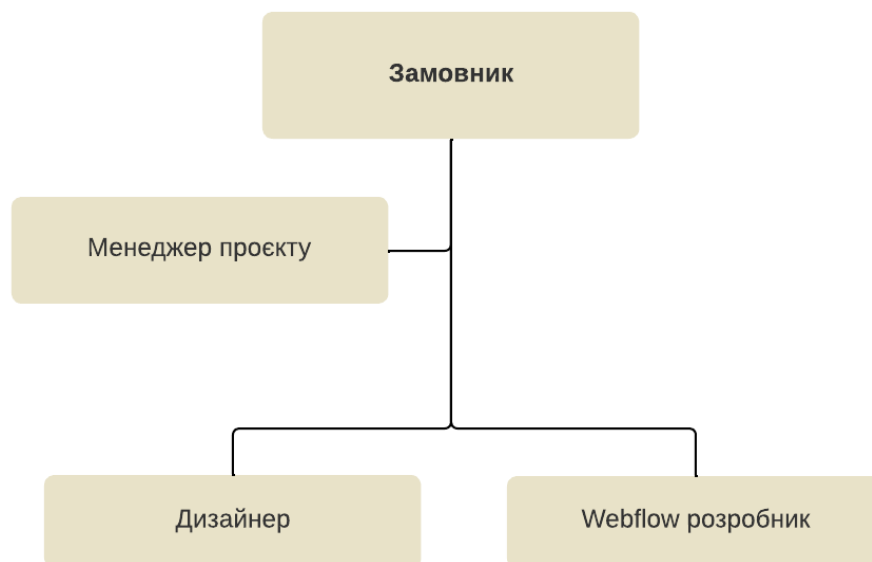 Замовник
Менеджер проєкту
Дизайнер
Webflow розробник